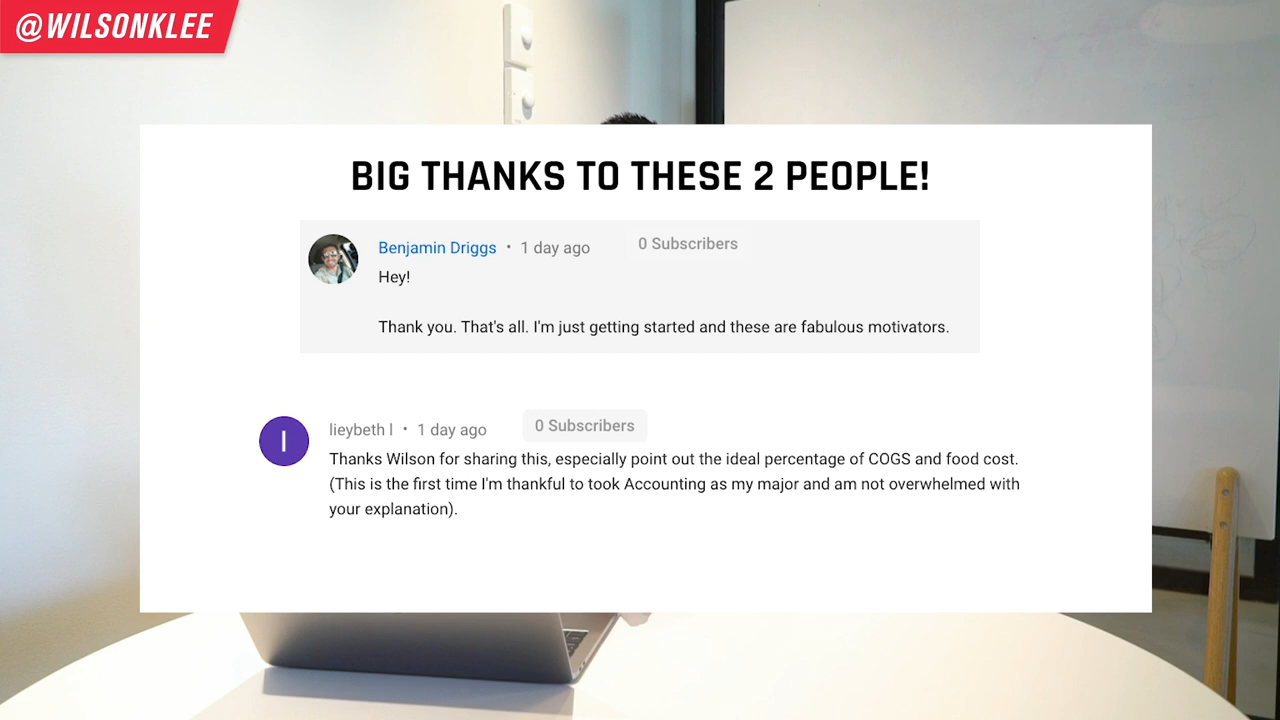 @WILSONKLEE
BIG THANKS TO THESE 2 PEOPLE!
Benjamin Driggs • 1 day ago 0 Subscribers
Hey!
Thank you. That's all. I'm just getting started and these are fabulous motivators.
l
lieybeth l • 1 day ago 0 Subscribers
Thanks Wilson for sharing this, especially point out the ideal percentage of COGS and food cost.
(This is the first time I'm thankful to took Accounting as my major and am not overwhelmed with
your explanation).